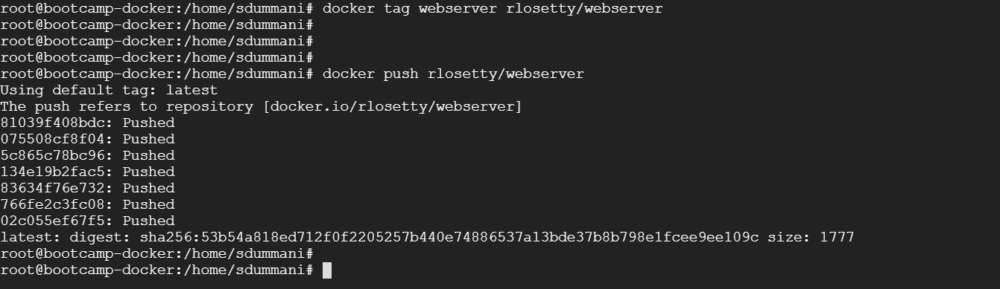 root@bootcamp-docker:/home/sdummani# docker tag webserver rlosetty/webserver
root@bootcamp-docker:/home/sdummani#
root@bootcamp-docker:/home/sdummani#
root@bootcamp-docker:/home/sdummani#
root@bootcamp-docker:/home/sdummani# docker push rlosetty/webserver
Using default tag: latest
The push refers to repository [docker.io/rlosetty/webserver]
81039f408bdc: Pushed
075508cf8f04: Pushed
5c865c78bc96: Pushed
134e19b2fac5: Pushed
83634f76e732: Pushed
766fe2c3fc08: Pushed
02c055ef67f5: Pushed
latest: digest: sha256:53b54a818ed712f0f2205257b440e74886537a13bde37b8b798e1fcee9ee109c size: 1777
root@bootcamp-docker:/home/sdummani#
root@bootcamp-docker:/home/sdummani#